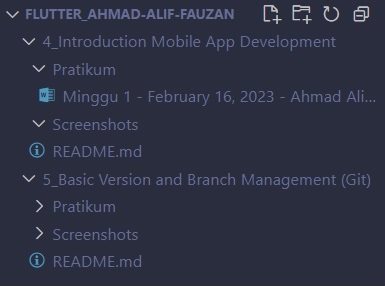 FLUTTER_AHMAD-ALIF-FAUZAN
4_Introduction Mobile App Development
Pratikum
Minggu 1 - February 16, 2023 - Ahmad Ali...
Screenshots
README.md
5_Basic Version and Branch Management (Git)
Pratikum
Screenshots
README.md